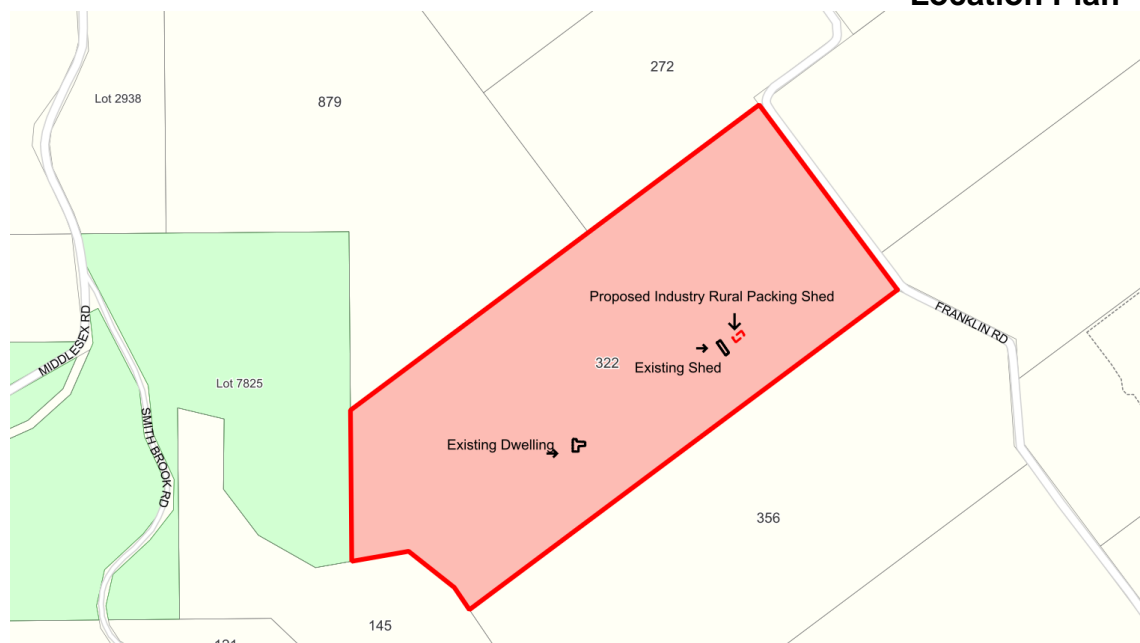 Location Plan
272
Lot 2938
879
Proposed Industry Rural Packing Shed
FRANKLIN RD
MIDDLESEX RD
322
Existing Shed
Lot 7825
SMITH BROOK RD
Existing Dwelling
356
145